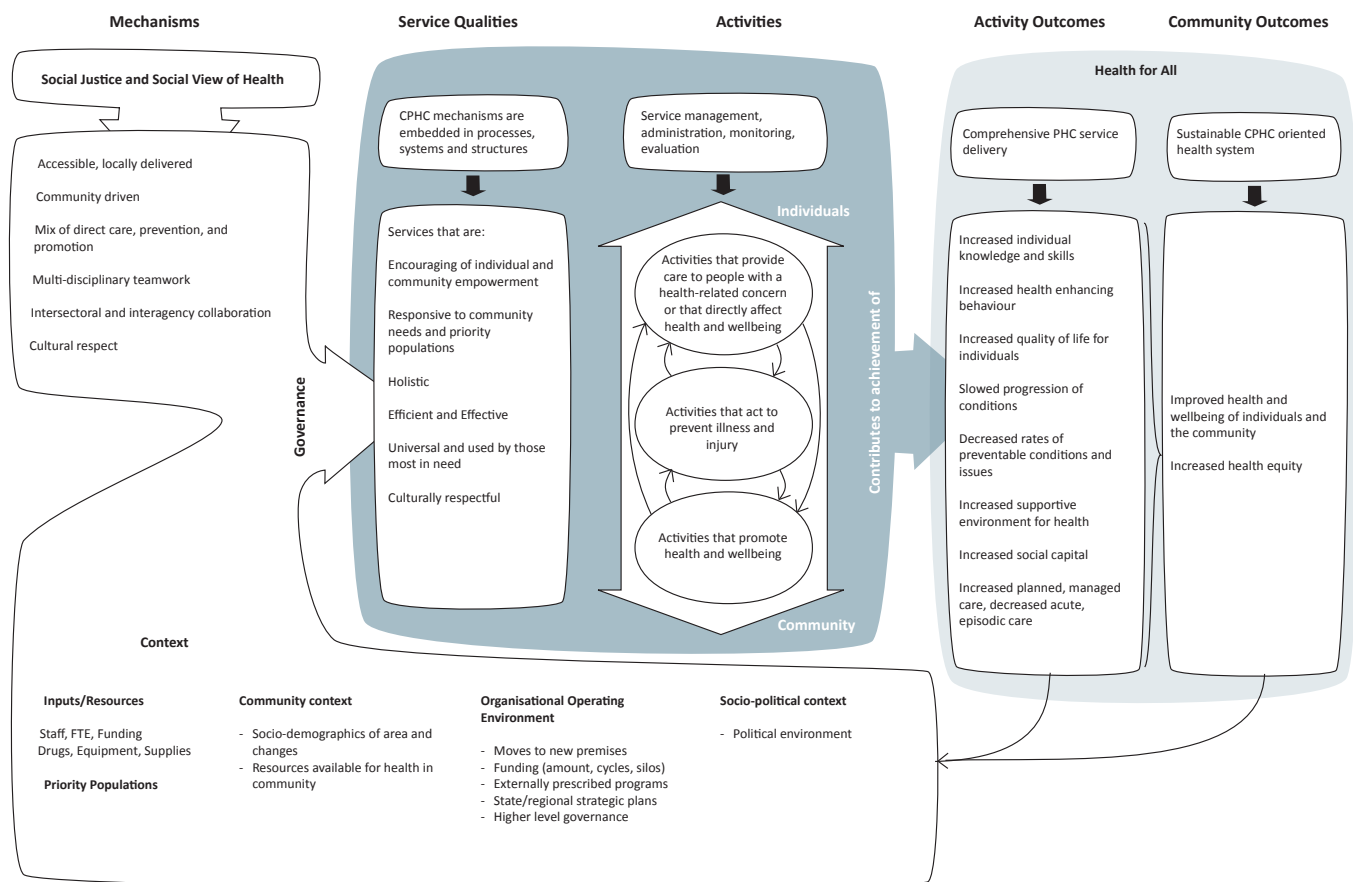 Mechanisms
Service Qualities
Activities
Activity Outcomes
Community Outcomes
Social Justice and Social View of Health
Accessible, locally delivered
Community driven
Mix of direct care, prevention, and
promotion
Multi-disciplinary teamwork
Intersectoral and interagency collaboration
Cultural respect
Governance
CPHC mechanisms are
embedded in processes,
systems and structures
Services that are:
Encouraging of individual and
community empowerment
Responsive to community
needs and priority
populations
Holistic
Efficient and Effective
Universal and used by those
most in need
Culturally respectful
Service management,
administration, monitoring,
evaluation
Individuals
Activities that provide
care to people with a
health-related concern
or that directly affect
health and wellbeing
Activities that act to
prevent illness and
injury
Activities that promote
health and wellbeing
Community
Contributes to achievement of
Health for All
Comprehensive PHC service
delivery
Increased individual
knowledge and skills
Increased health enhancing
behaviour
Increased quality of life for
individuals
Slowed progression of
conditions
Decreased rates of
preventable conditions and
issues
Increased supportive
environment for health
Increased social capital
Increased planned, managed
care, decreased acute,
episodic care
Sustainable CPHC oriented
health system
Improved health and
wellbeing of individuals and
the community
Increased health equity
Context
Inputs/Resources
Staff, FTE, Funding
Drugs, Equipment, Supplies
Priority Populations
Community context
- Socio-demographics of area and
changes
- Resources available for health in
community
Organisational Operating
Environment
- Moves to new premises
- Funding (amount, cycles, silos)
- Externally prescribed programs
- State/regional strategic plans
- Higher level governance
Socio-political context
- Political environment